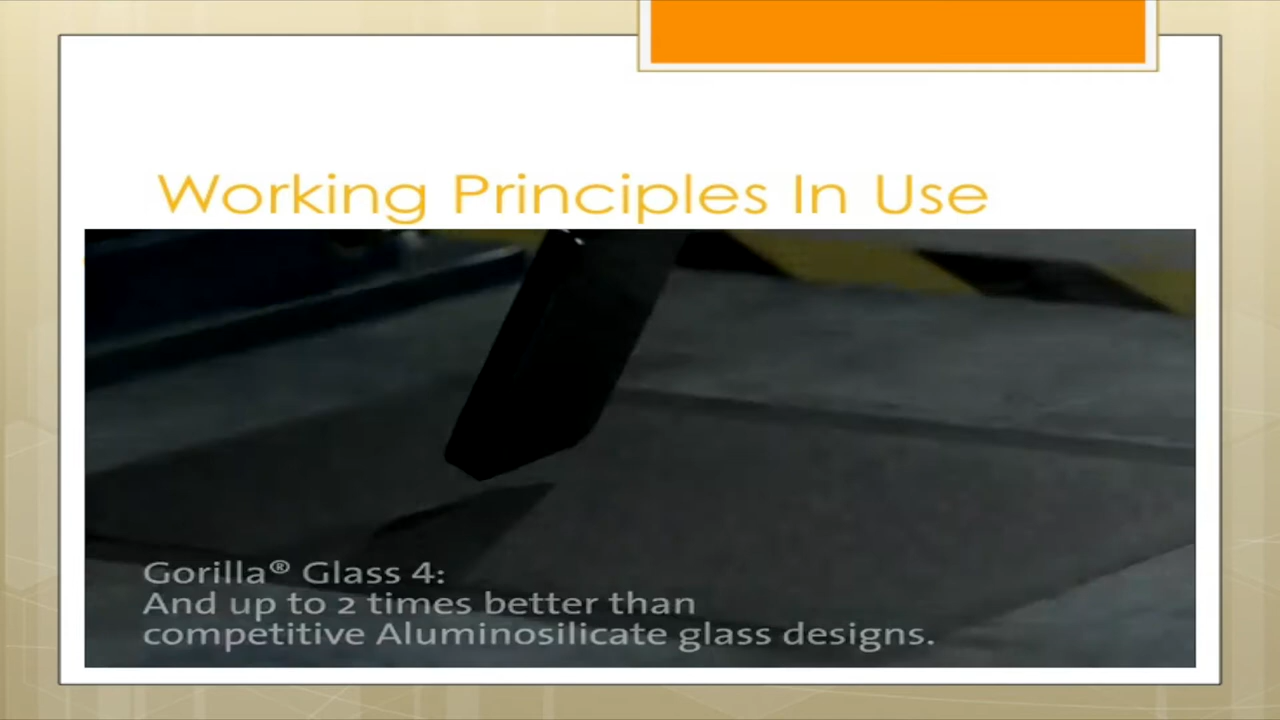 Working Principles In Use
Gorilla® Glass 4:
And up to 2 times better than
competitive Aluminosilicate glass designs.